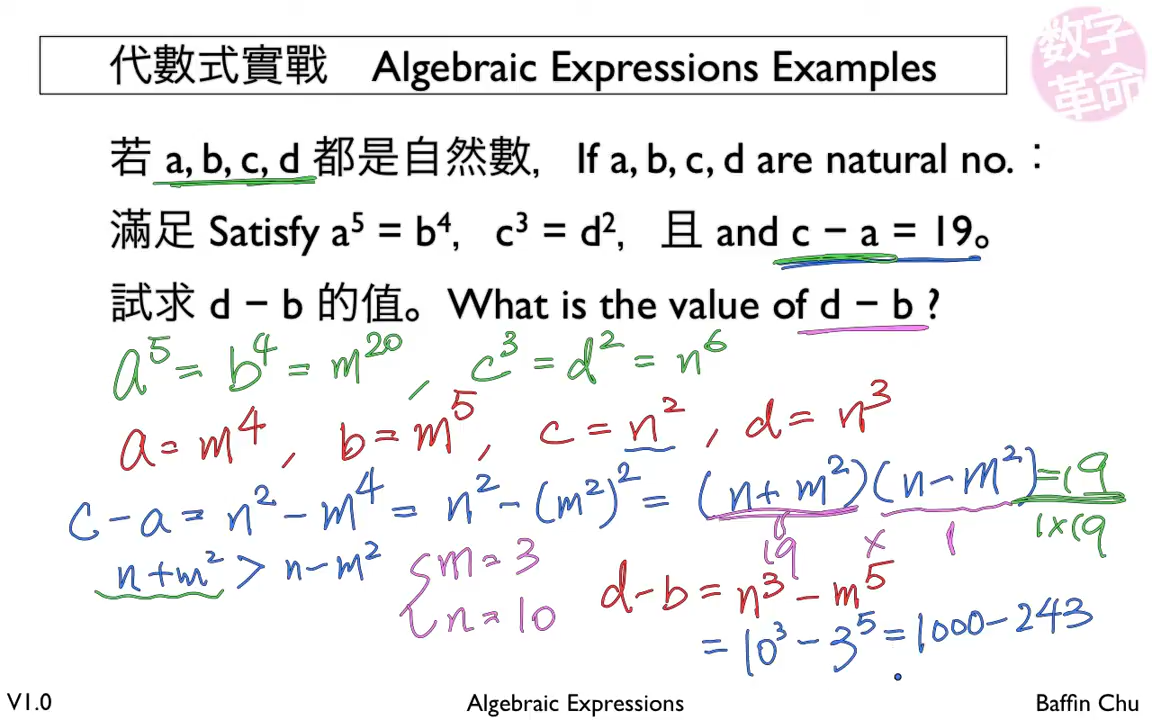 代數式實戰 Algebraic Expressions Examples
数字
革命
若 a, b, c, d 都是自然數, If a, b, c, d are natural no.：
滿足 Satisfy a⁵ = b⁴, c³ = d², 且 and c − a = 19。
試求 d − b 的值。What is the value of d − b ?
a⁵ = b⁴ = m²⁰ , c³ = d² = n⁶
a = m⁴ , b = m⁵ , c = n² , d = n³
c − a = n² − m⁴ = n² − (m²)² = (n + m²)(n − m²) = 19
19 × 1 1×19
n + m² > n − m² { m = 3
n = 10
d − b = n³ − m⁵
= 10³ − 3⁵ = 1000 − 243
V1.0 Algebraic Expressions Baffin Chu